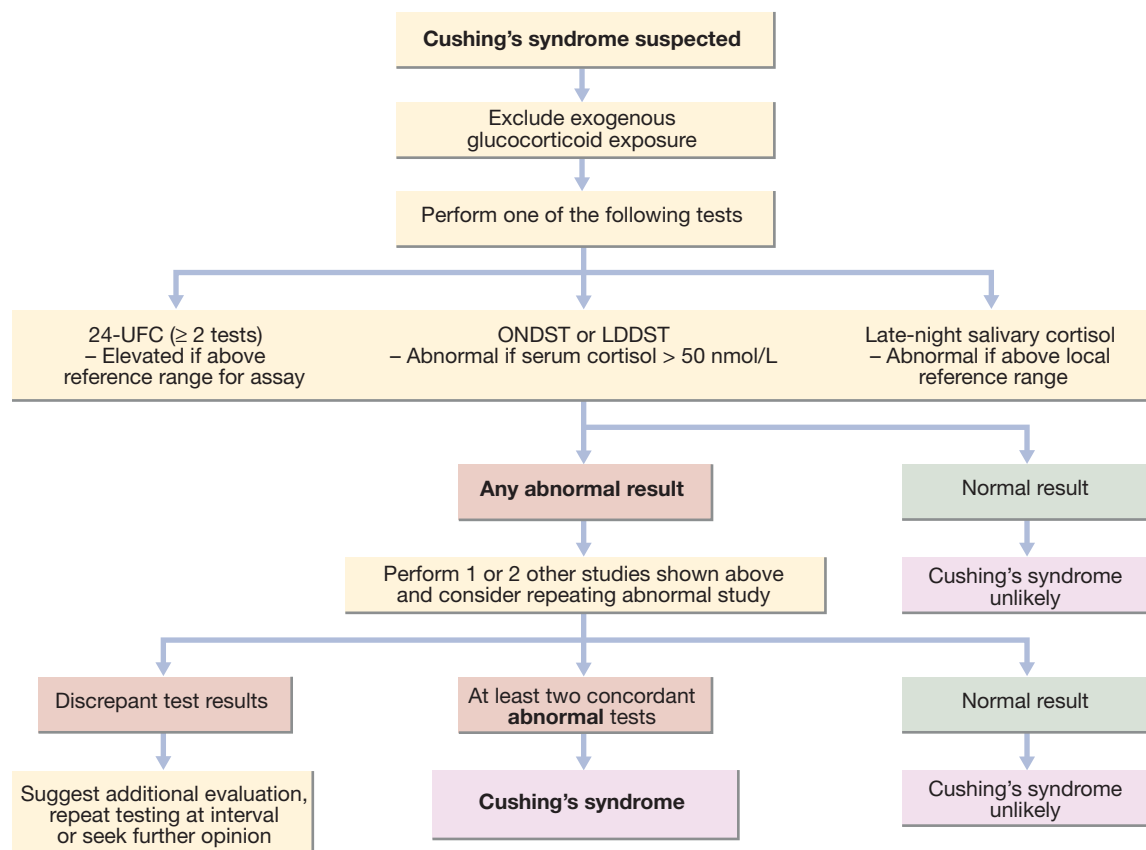 Cushing’s syndrome suspected
Exclude exogenous
glucocorticoid exposure
Perform one of the following tests
24-UFC (≥ 2 tests)
– Elevated if above
reference range for assay
ONDST or LDDST
– Abnormal if serum cortisol > 50 nmol/L
Late-night salivary cortisol
– Abnormal if above local
reference range
Any abnormal result
Normal result
Perform 1 or 2 other studies shown above
and consider repeating abnormal study
Cushing’s syndrome
unlikely
Discrepant test results
At least two concordant
abnormal tests
Normal result
Suggest additional evaluation,
repeat testing at interval
or seek further opinion
Cushing’s syndrome
Cushing’s syndrome
unlikely